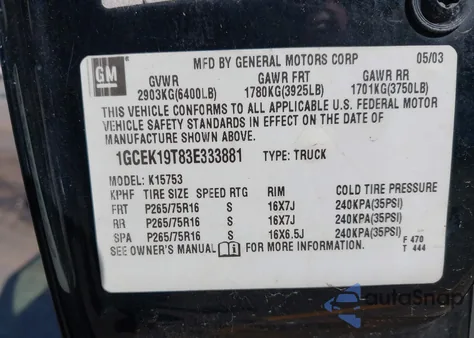 MFD BY GENERAL MOTORS CORP 05/03
GM GVWR GAWR FRT GAWR RR
2903KG(6400LB) 1780KG(3925LB) 1701KG(3750LB)
THIS VEHICLE CONFORMS TO ALL APPLICABLE U.S. FEDERAL MOTOR
VEHICLE SAFETY STANDARDS IN EFFECT ON THE DATE OF
MANUFACTURE SHOWN ABOVE.
1GCEK19T83E333881 TYPE: TRUCK
MODEL: K15753
KPHF TIRE SIZE SPEED RTG RIM COLD TIRE PRESSURE
FRT P265/75R16 S 16X7J 240KPA(35PSI)
RR P265/75R16 S 16X7J 240KPA(35PSI)
SPA P265/75R16 S 16X6.5J 240KPA(35PSI)
SEE OWNER'S MANUAL FOR MORE INFORMATION. F 470
T 444
autoSnap